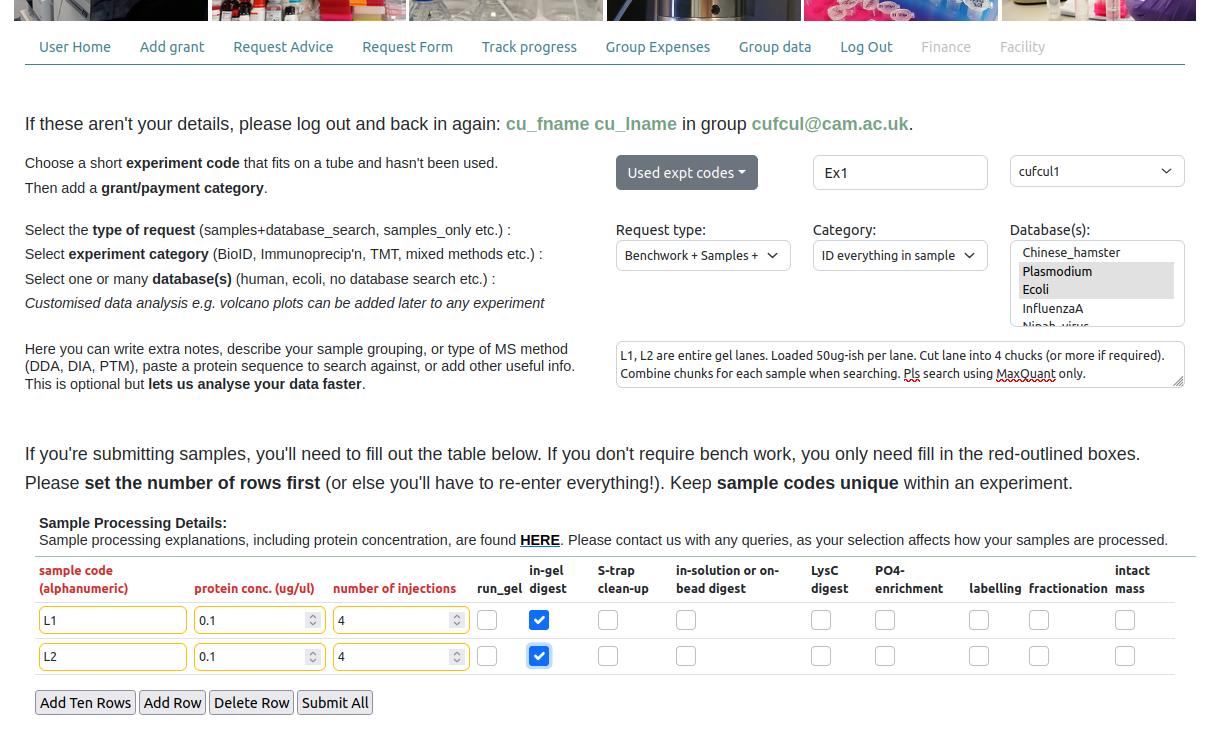 User Home Add grant Request Advice Request Form Track progress Group Expenses Group data Log Out Finance Facility
If these aren't your details, please log out and back in again: cu_fname cu_lname in group cufcul@cam.ac.uk.
Choose a short experiment code that fits on a tube and hasn't been used.
Then add a grant/payment category.
Used expt codes Ex1 cufcul1
Select the type of request (samples+database_search, samples_only etc.) :
Select experiment category (BioID, Immunoprecip'n, TMT, mixed methods etc.) :
Select one or many database(s) (human, ecoli, no database search etc.) :
Customised data analysis e.g. volcano plots can be added later to any experiment
Request type: Category: Database(s):
Benchwork + Samples + ID everything in sample
Chinese_hamster
Plasmodium
Ecoli
InfluenzaA
Nipah_virus
Here you can write extra notes, describe your sample grouping, or type of MS method
(DDA, DIA, PTM), paste a protein sequence to search against, or add other useful info.
This is optional but lets us analyse your data faster.
L1, L2 are entire gel lanes. Loaded 50ug-ish per lane. Cut lane into 4 chucks (or more if required).
Combine chunks for each sample when searching. Pls search using MaxQuant only.
If you're submitting samples, you'll need to fill out the table below. If you don't require bench work, you only need fill in the red-outlined boxes.
Please set the number of rows first (or else you'll have to re-enter everything!). Keep sample codes unique within an experiment.
Sample Processing Details:
Sample processing explanations, including protein concentration, are found HERE. Please contact us with any queries, as your selection affects how your samples are processed.
sample code in-gel S-trap in-solution or on- LysC PO4- intact
(alphanumeric) protein conc. (ug/ul) number of injections run_gel digest clean-up bead digest digest enrichment labelling fractionation mass
L1 0.1 4
L2 0.1 4
Add Ten Rows Add Row Delete Row Submit All